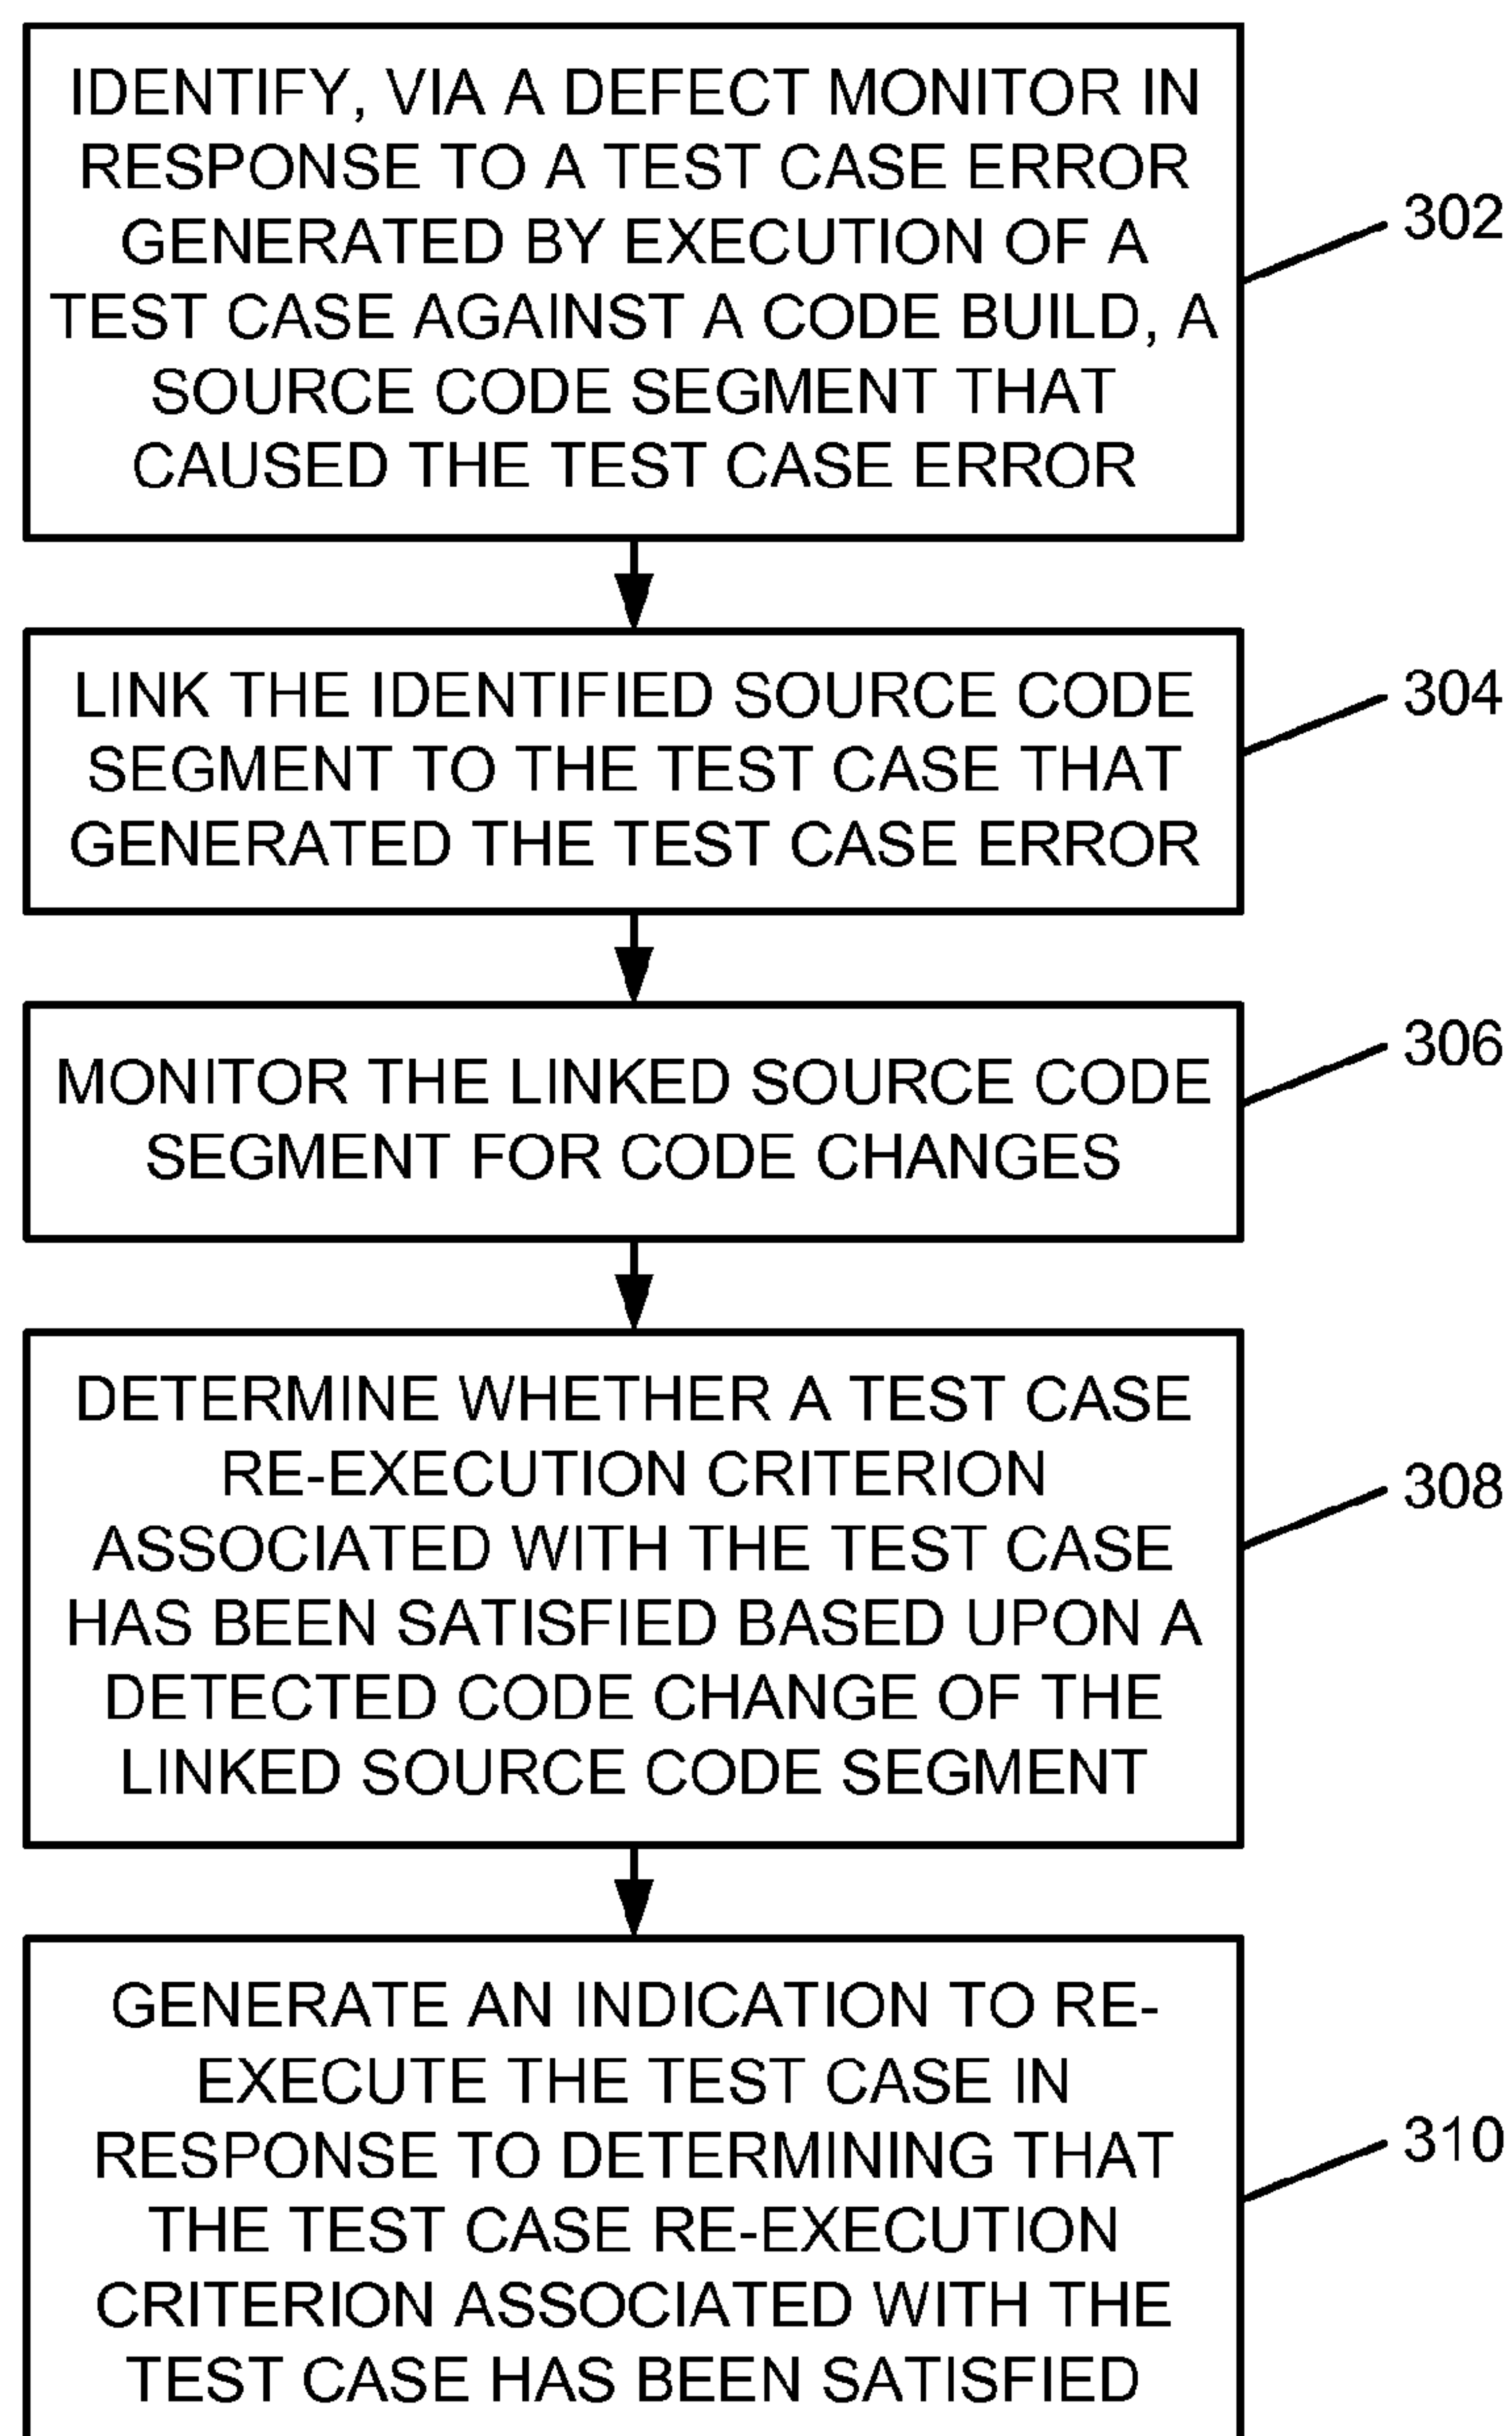 IDENTIFY, VIA A DEFECT MONITOR IN
RESPONSE TO A TEST CASE ERROR
GENERATED BY EXECUTION OF A
TEST CASE AGAINST A CODE BUILD, A
SOURCE CODE SEGMENT THAT
CAUSED THE TEST CASE ERROR
302
LINK THE IDENTIFIED SOURCE CODE
SEGMENT TO THE TEST CASE THAT
GENERATED THE TEST CASE ERROR
304
MONITOR THE LINKED SOURCE CODE
SEGMENT FOR CODE CHANGES
306
DETERMINE WHETHER A TEST CASE
RE-EXECUTION CRITERION
ASSOCIATED WITH THE TEST CASE
HAS BEEN SATISFIED BASED UPON A
DETECTED CODE CHANGE OF THE
LINKED SOURCE CODE SEGMENT
308
GENERATE AN INDICATION TO RE-
EXECUTE THE TEST CASE IN
RESPONSE TO DETERMINING THAT
THE TEST CASE RE-EXECUTION
CRITERION ASSOCIATED WITH THE
TEST CASE HAS BEEN SATISFIED
310